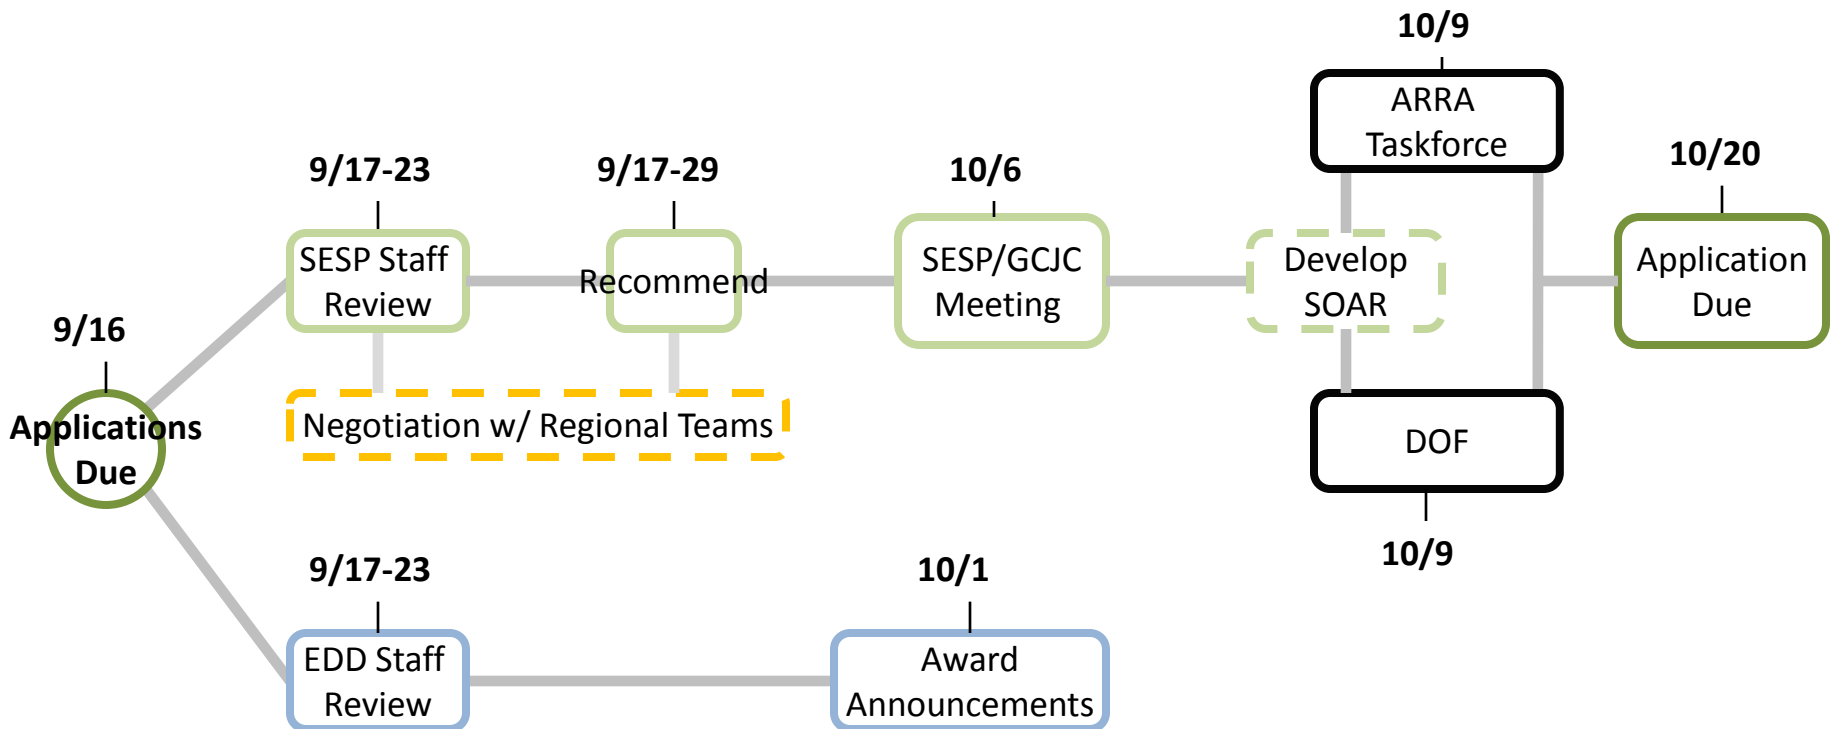 10/9
ARRA
Taskforce
9/17-23
9/17-29
10/6
10/20
SESP Staff
Review
Recommend
SESP/GCJC
Meeting
Develop
SOAR
Application
Due
9/16
Applications
Due
Negotiation w/ Regional Teams
DOF
10/9
9/17-23
10/1
EDD Staff
Review
Award
Announcements